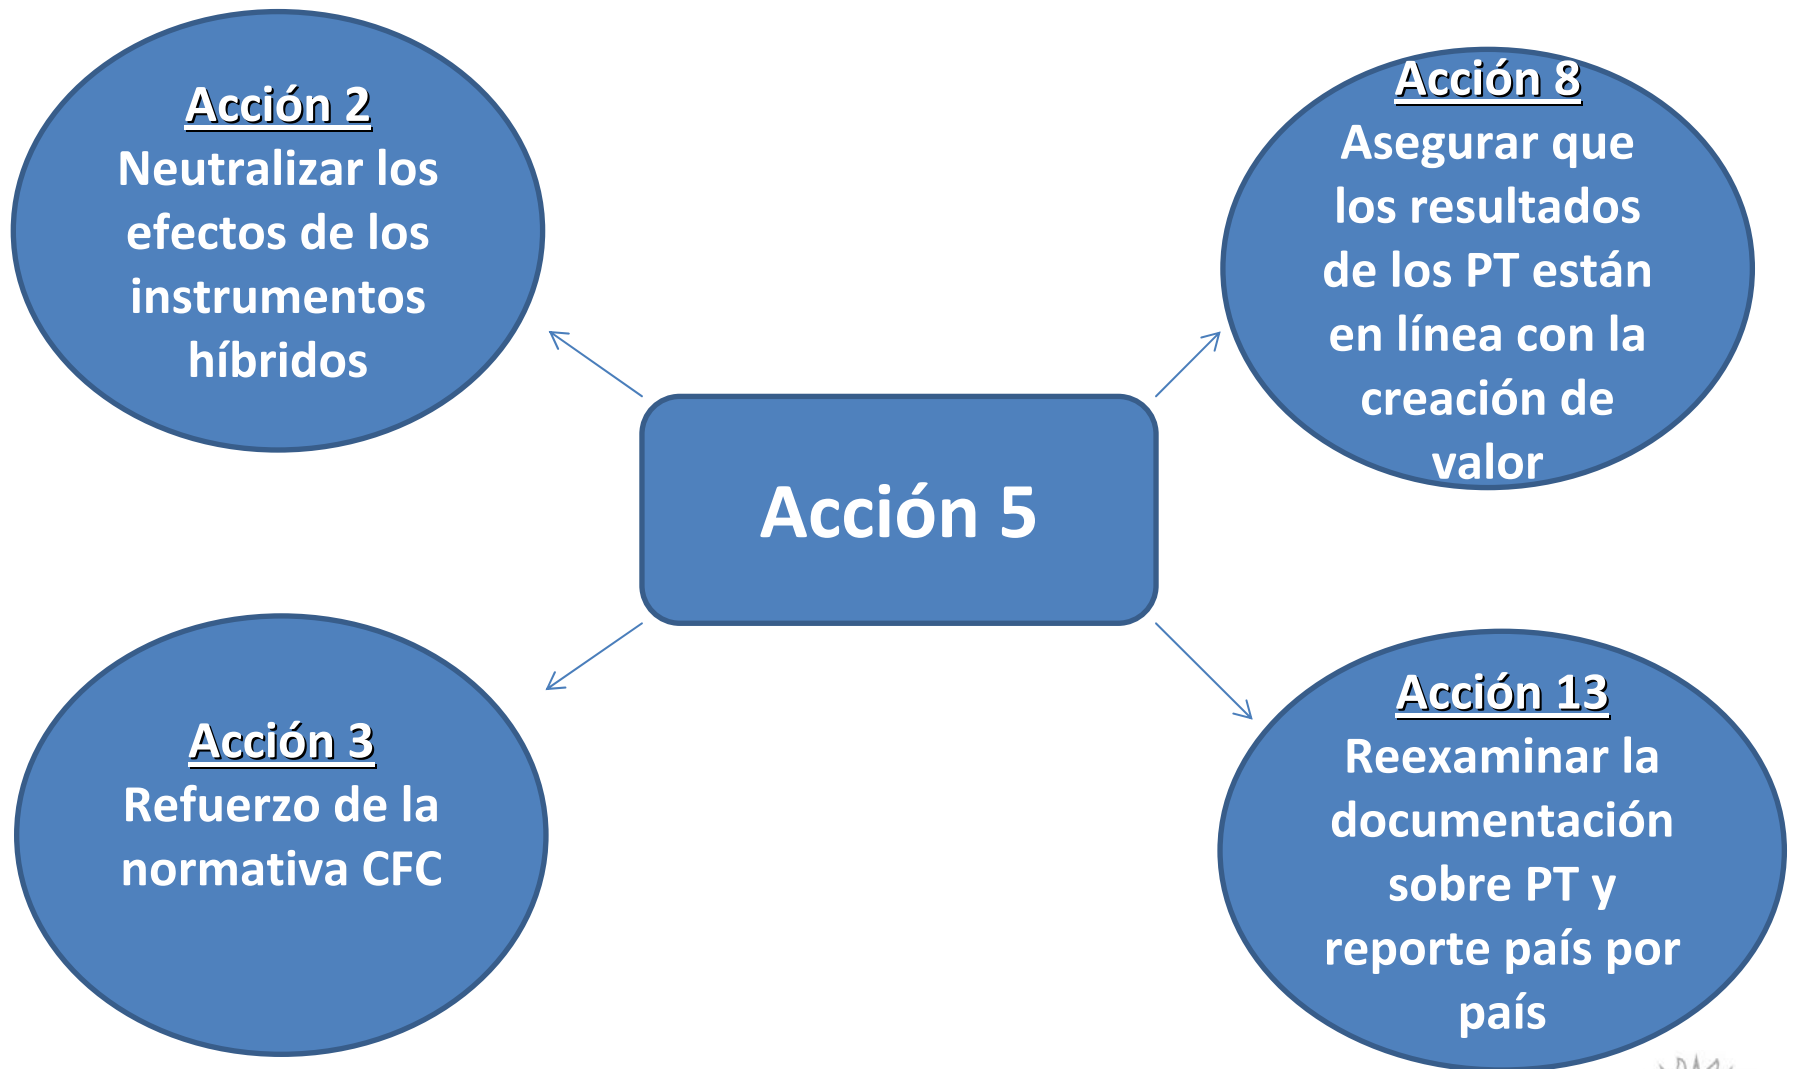 Acción 2
Neutralizar los
efectos de los
instrumentos
híbridos
Acción 8
Asegurar que
los resultados
de los PT están
en línea con la
creación de
valor
Acción 5
Acción 3
Refuerzo de la
normativa CFC
Acción 13
Reexaminar la
documentación
sobre PT y
reporte país por
país